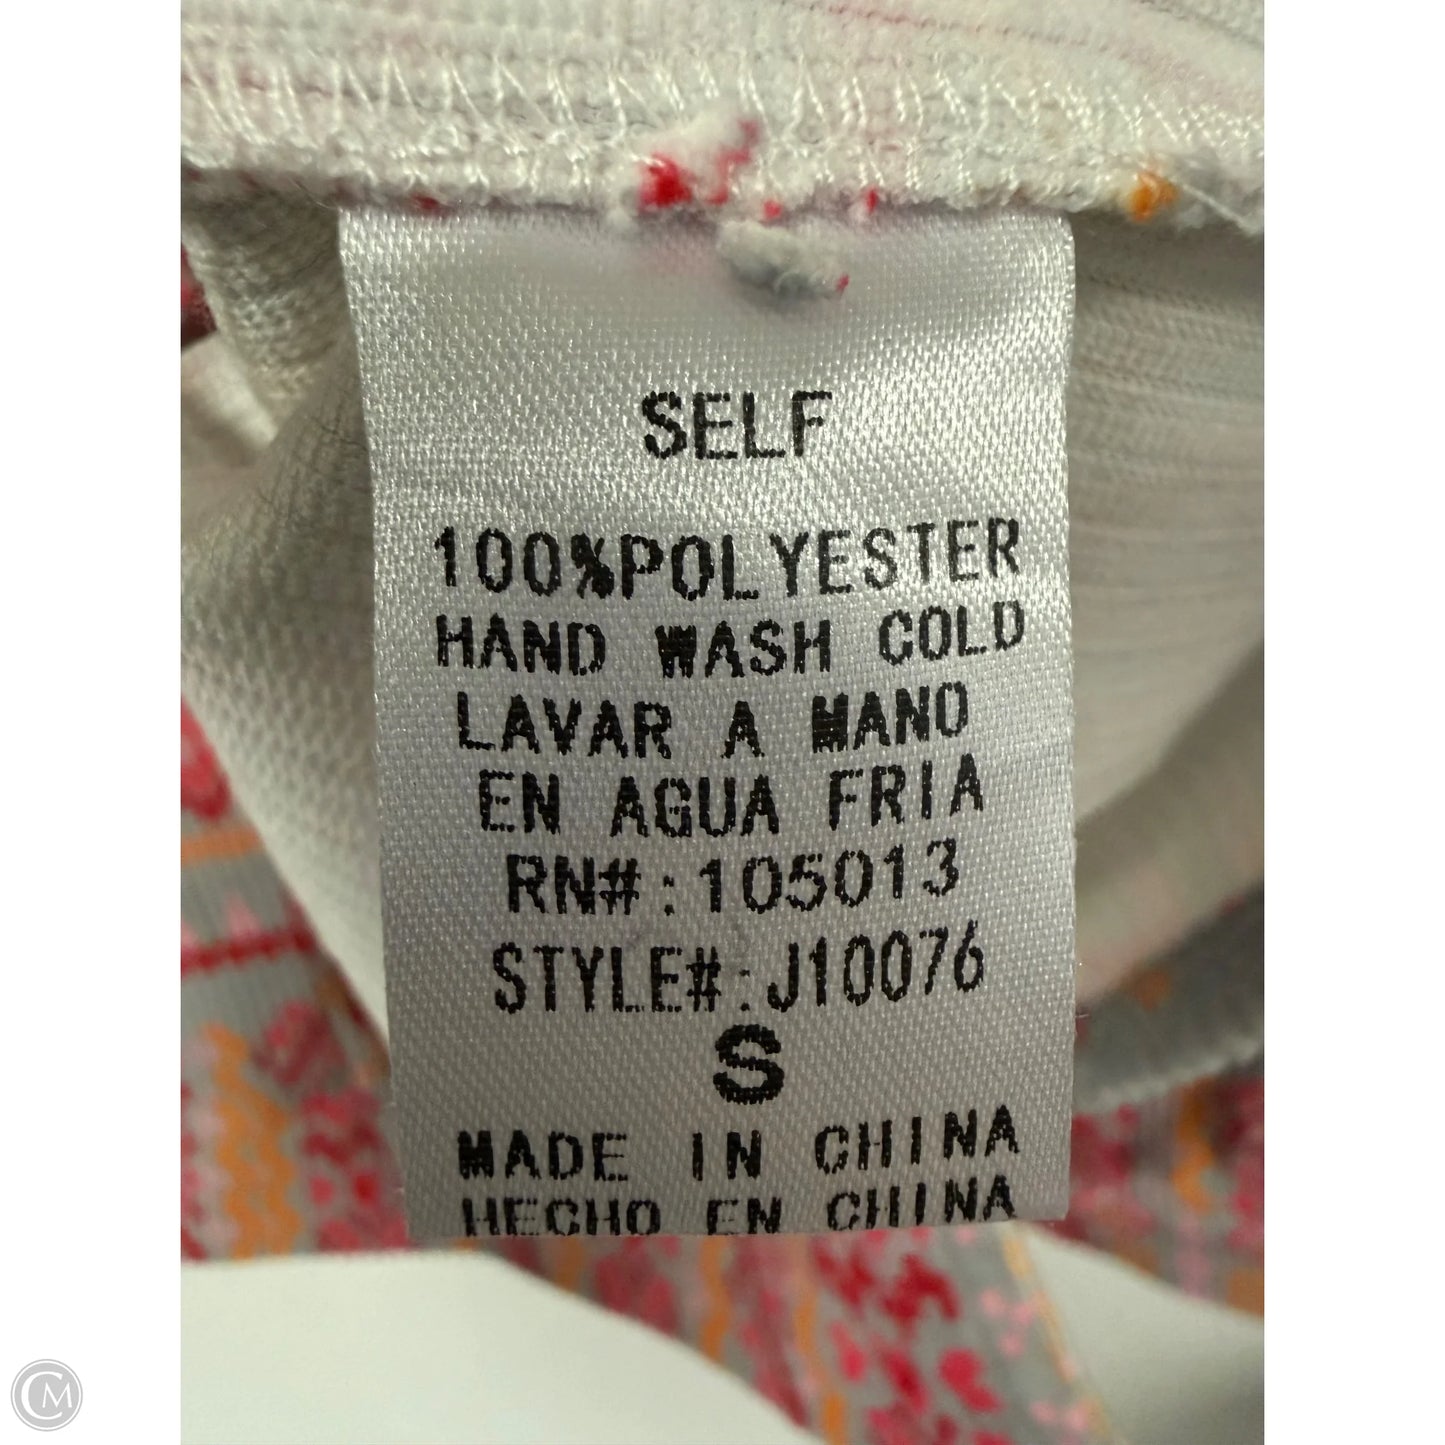 SELF
100%POLYESTER
HAND WASH COLD
LAVAR A MANO
EN AGUA FRIA
RN#:105013
STYLE#:J10076
S
MADE IN CHINA
HECHO EN CHINA
CM